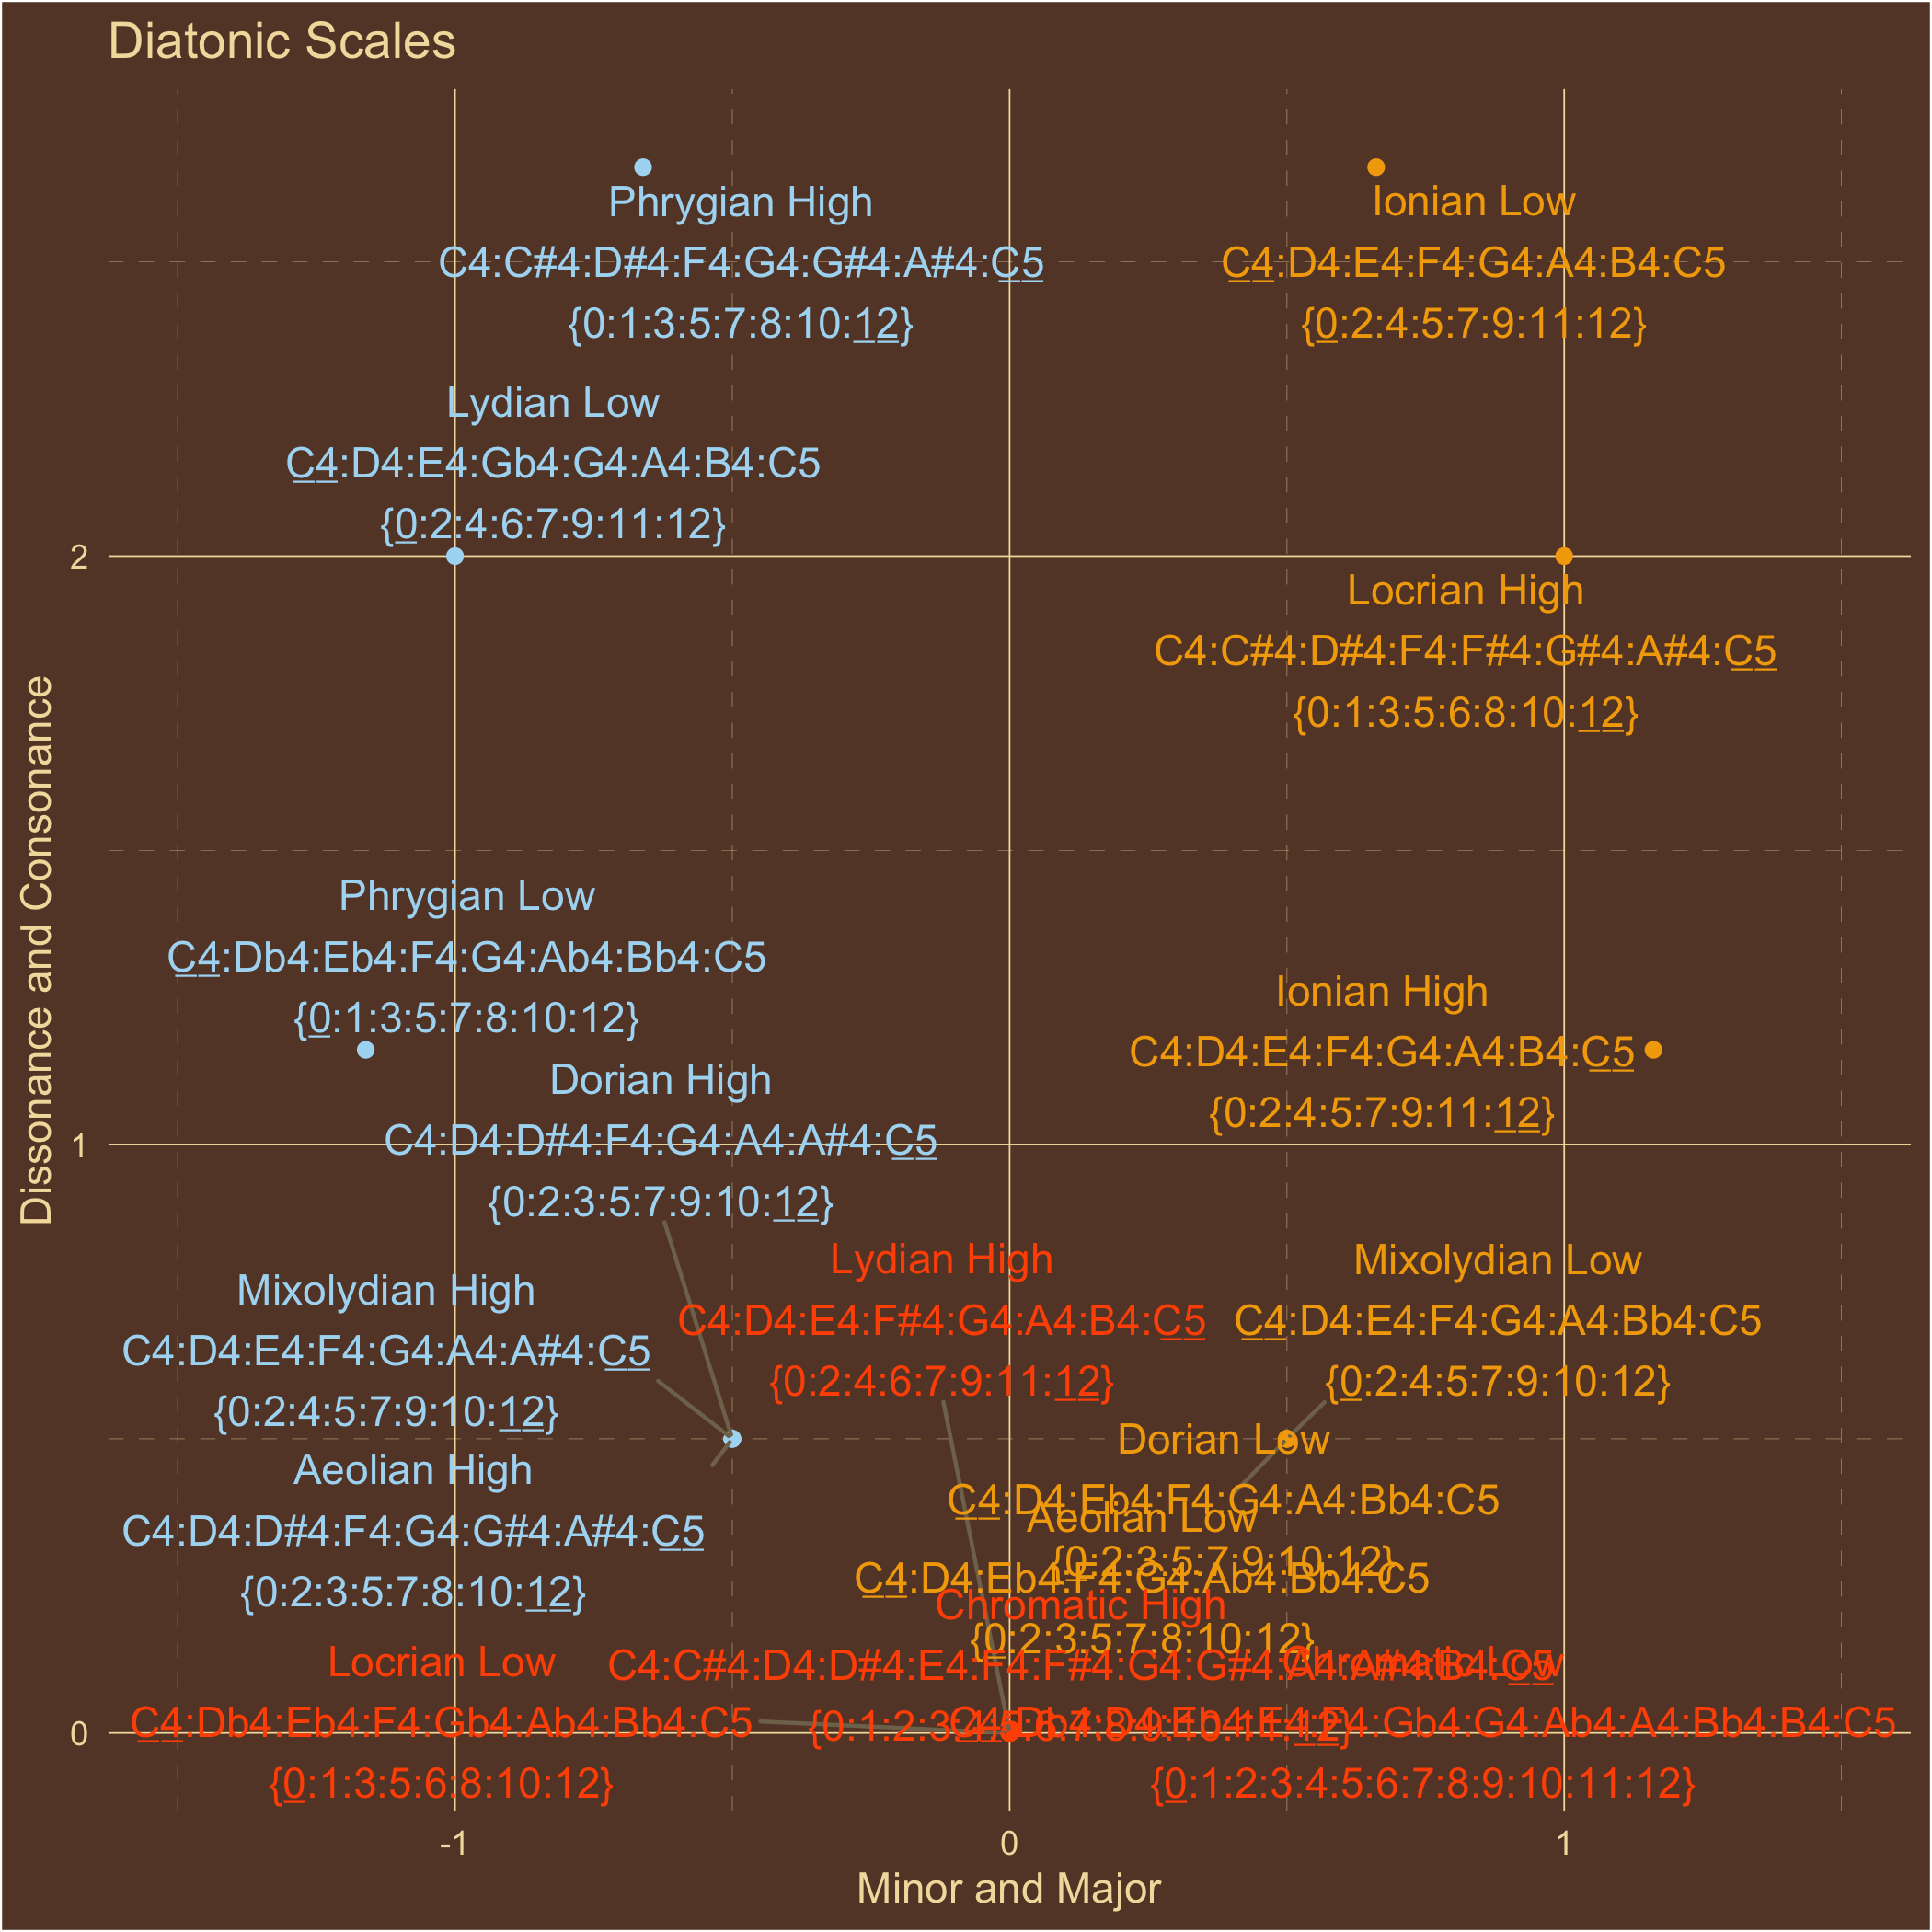 Diatonic Scales
Phrygian High
C4:C#4:D#4:F4:G4:G#4:A#4:C5
{0:1:3:5:7:8:10:12}
Ionian Low
C4:D4:E4:F4:G4:A4:B4:C5
{0:2:4:5:7:9:11:12}
Lydian Low
C4:D4:E4:Gb4:G4:A4:B4:C5
{0:2:4:6:7:9:11:12}
2
Locrian High
C4:C#4:D#4:F4:F#4:G#4:A#4:C5
{0:1:3:5:6:8:10:12}
Dissonance and Consonance
Phrygian Low
C4:Db4:Eb4:F4:G4:Ab4:Bb4:C5
{0:1:3:5:7:8:10:12}
Ionian High
C4:D4:E4:F4:G4:A4:B4:C5
{0:2:4:5:7:9:11:12}
Dorian High
C4:D4:D#4:F4:G4:A4:A#4:C5
{0:2:3:5:7:9:10:12}
1
Mixolydian High
C4:D4:E4:F4:G4:A4:A#4:C5
{0:2:4:5:7:9:10:12}
Lydian High
C4:D4:E4:F#4:G4:A4:B4:C5
{0:2:4:6:7:9:11:12}
Mixolydian Low
C4:D4:E4:F4:G4:A4:Bb4:C5
{0:2:4:5:7:9:10:12}
Aeolian High
C4:D4:D#4:F4:G4:G#4:A#4:C5
{0:2:3:5:7:8:10:12}
Dorian Low
C4:D4:Eb4:F4:G4:A4:Bb4:C5
{0:2:3:5:7:9:10:12}
Aeolian Low
C4:D4:Eb4:F4:G4:Ab4:Bb4:C5
{0:2:3:5:7:8:10:12}
Chromatic High
C4:C#4:D4:D#4:E4:F4:F#4:G4:G#4:A4:A#4:B4:C5
{0:1:2:3:4:5:6:7:8:9:10:11:12}
Locrian Low
C4:Db4:Eb4:F4:Gb4:Ab4:Bb4:C5
{0:1:3:5:6:8:10:12}
Chromatic Low
C4:Db4:D4:Eb4:E4:F4:Gb4:G4:Ab4:A4:Bb4:B4:C5
{0:1:2:3:4:5:6:7:8:9:10:11:12}
0
-1
0
1
Minor and Major